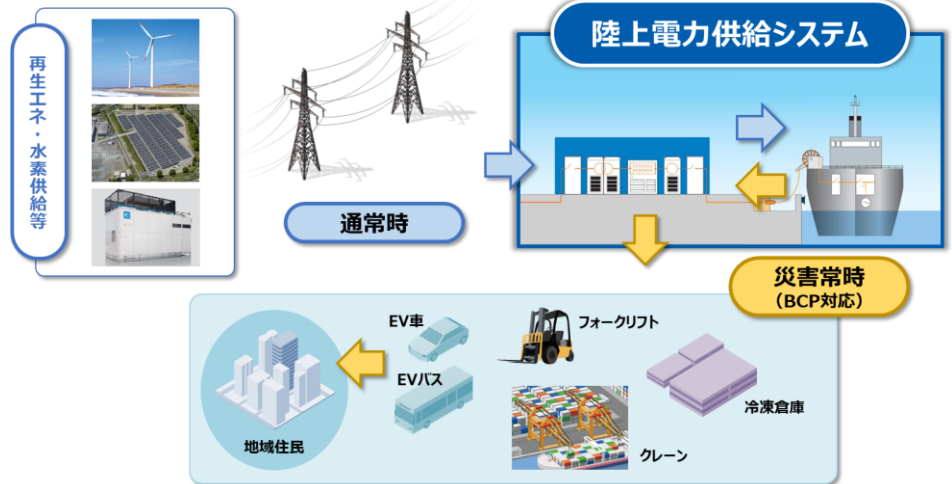 再生エネ・水素供給等
通常時
陸上電力供給システム
災害常時
（BCP対応）
EV車
EVバス
地域住民
フォークリフト
クレーン
冷凍倉庫